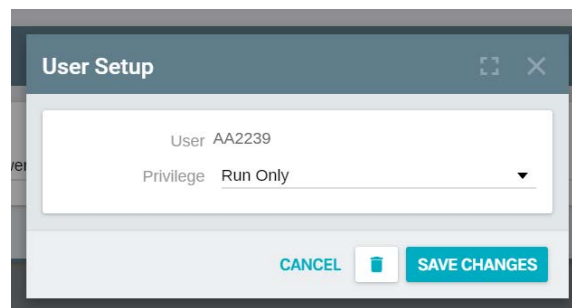 User Setup
User AA2239
Privilege Run Only
CANCEL SAVE CHANGES